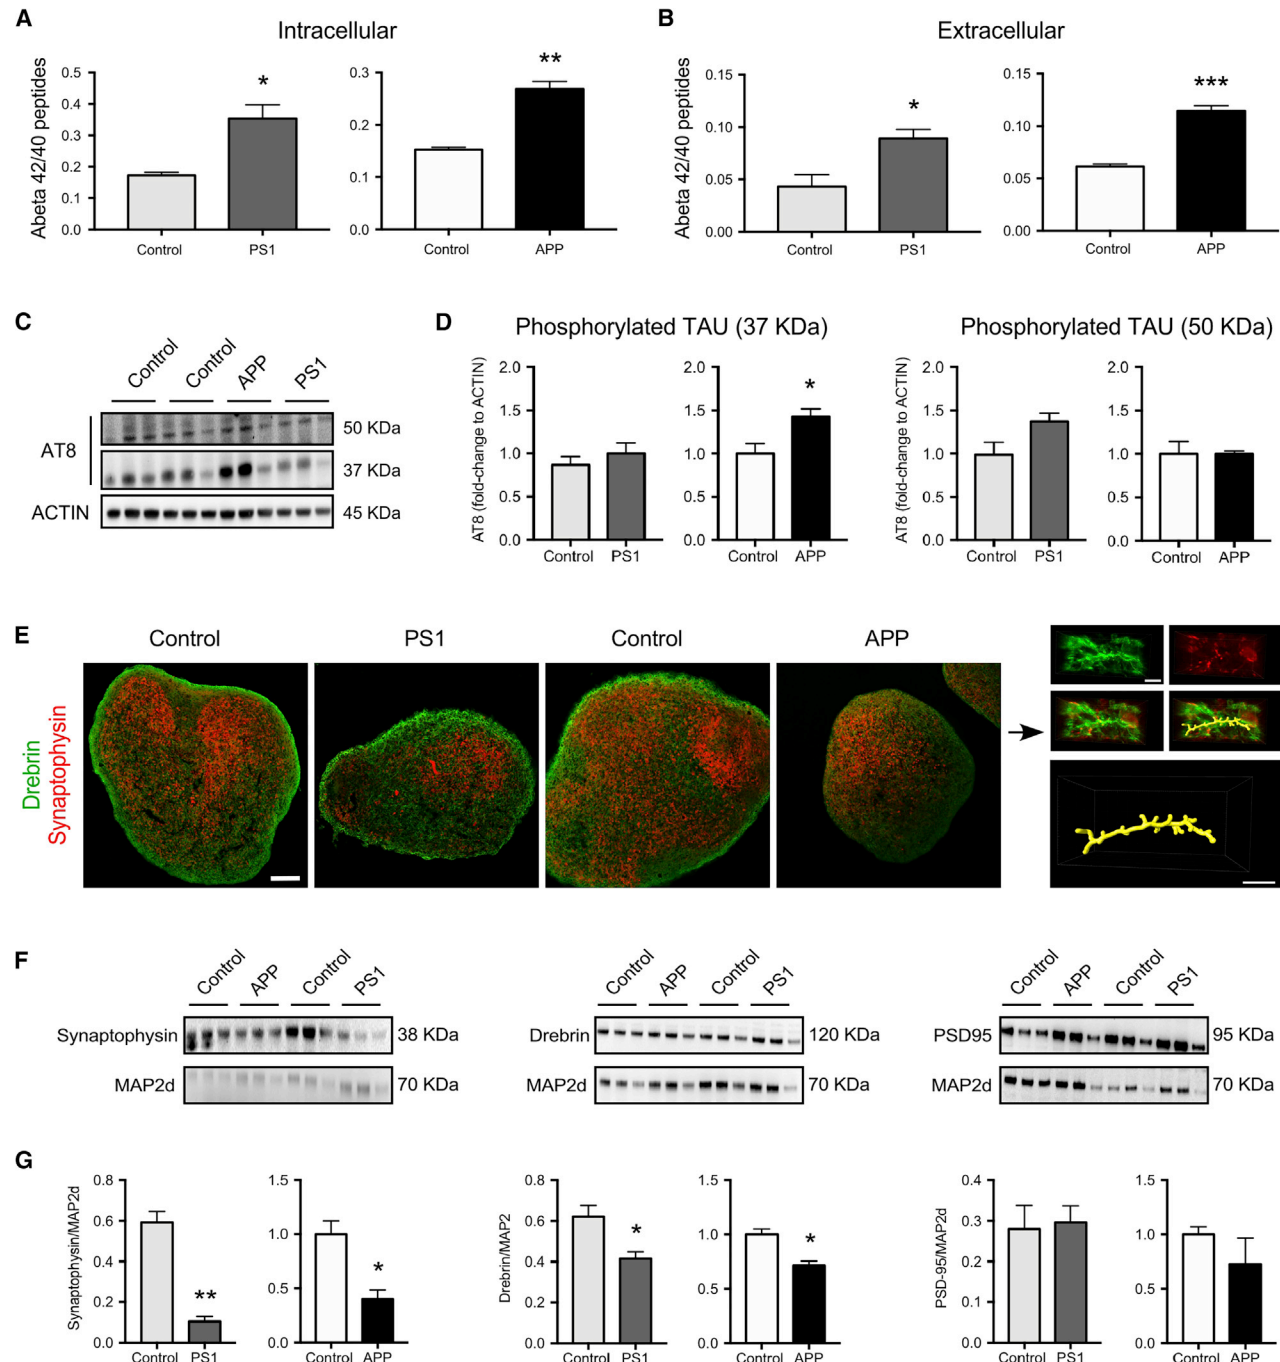 A
Intracellular
Abeta 42/40 peptides
0.5
0.4
0.3
0.2
0.1
0.0
*
Control
PS1
0.3
0.2
0.1
0.0
**
Control
APP
B
Extracellular
Abeta 42/40 peptides
0.15
0.10
0.05
0.00
*
Control
PS1
0.15
0.10
0.05
0.00
***
Control
APP
C
Control
Control
APP
PS1
AT8
50 KDa
37 KDa
ACTIN
45 KDa
D
Phosphorylated TAU (37 KDa)
AT8 (fold-change to ACTIN)
2.0
1.5
1.0
0.5
0.0
Control
PS1
2.0
1.5
1.0
0.5
0.0
*
Control
APP
Phosphorylated TAU (50 KDa)
AT8 (fold-change to ACTIN)
2.0
1.5
1.0
0.5
0.0
Control
PS1
2.0
1.5
1.0
0.5
0.0
Control
APP
E
Control
PS1
Control
APP
Drebrin
Synaptophysin
F
Control
APP
Control
PS1
Synaptophysin
38 KDa
MAP2d
70 KDa
Control
APP
Control
PS1
Drebrin
120 KDa
MAP2d
70 KDa
Control
APP
Control
PS1
PSD95
95 KDa
MAP2d
70 KDa
G
Synaptophysin/MAP2d
0.8
0.6
0.4
0.2
0.0
**
Control
PS1
1.5
1.0
0.5
0.0
*
Control
APP
Drebrin/MAP2
0.8
0.6
0.4
0.2
0.0
*
Control
PS1
1.5
1.0
0.5
0.0
*
Control
APP
PSD-95/MAP2d
0.4
0.3
0.2
0.1
0.0
Control
PS1
1.5
1.0
0.5
0.0
Control
APP